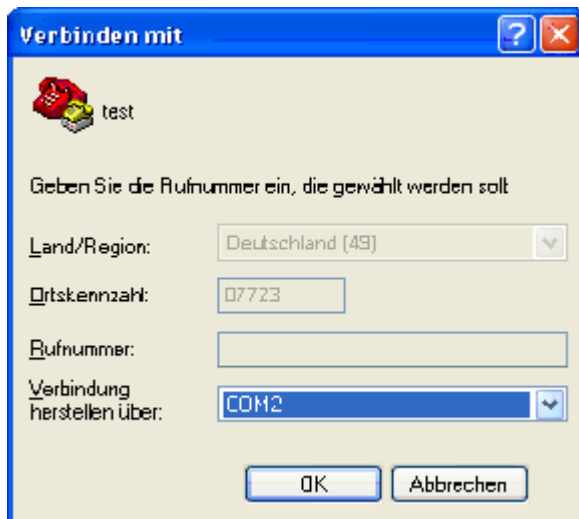 Verbinden mit
test
Geben Sie die Rufnummer ein, die gewählt werden soll:
Land/Region:
Deutschland (49)
Ortskennzahl:
07723
Rufnummer:
Verbindung
herstellen über:
COM2
OK
Abbrechen